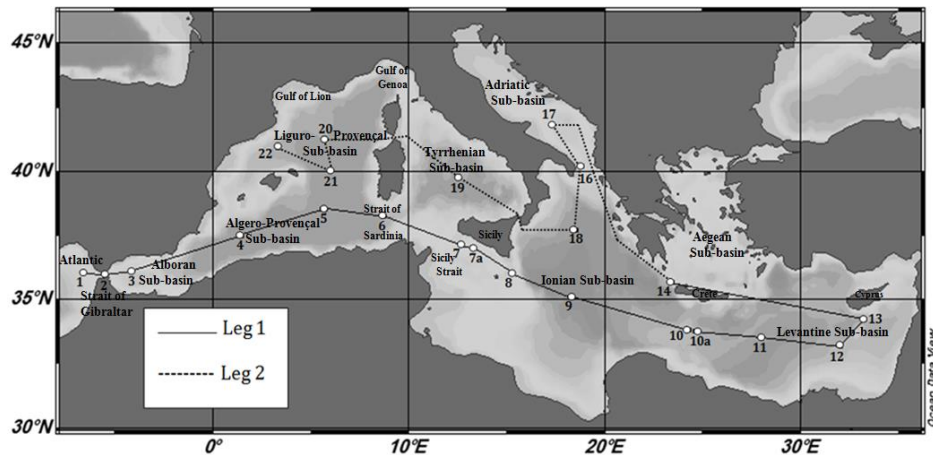 45°N
40°N
35°N
30°N
0°
10°E
20°E
30°E
Gulf of
Genoa
Gulf of Lion
Adriatic
Sub-basin
17
20
Liguro- Provençal
Sub-basin
22
21
Tyrrhenian
Sub-basin
19
16
Strait of
Sardinia
5
6
Algero-Provençal
Sub-basin
4
Sicily
18
Aegean
Sub-basin
Atlantic
1
2
3
Alboran
Sub-basin
Strait of
Gibraltar
7
7a
Sicily
Strait
8
Ionian Sub-basin
9
14
Crete
Cyprus
13
10
10a
11
12
Levantine Sub-basin
Leg 1
Leg 2
Ocean Data View